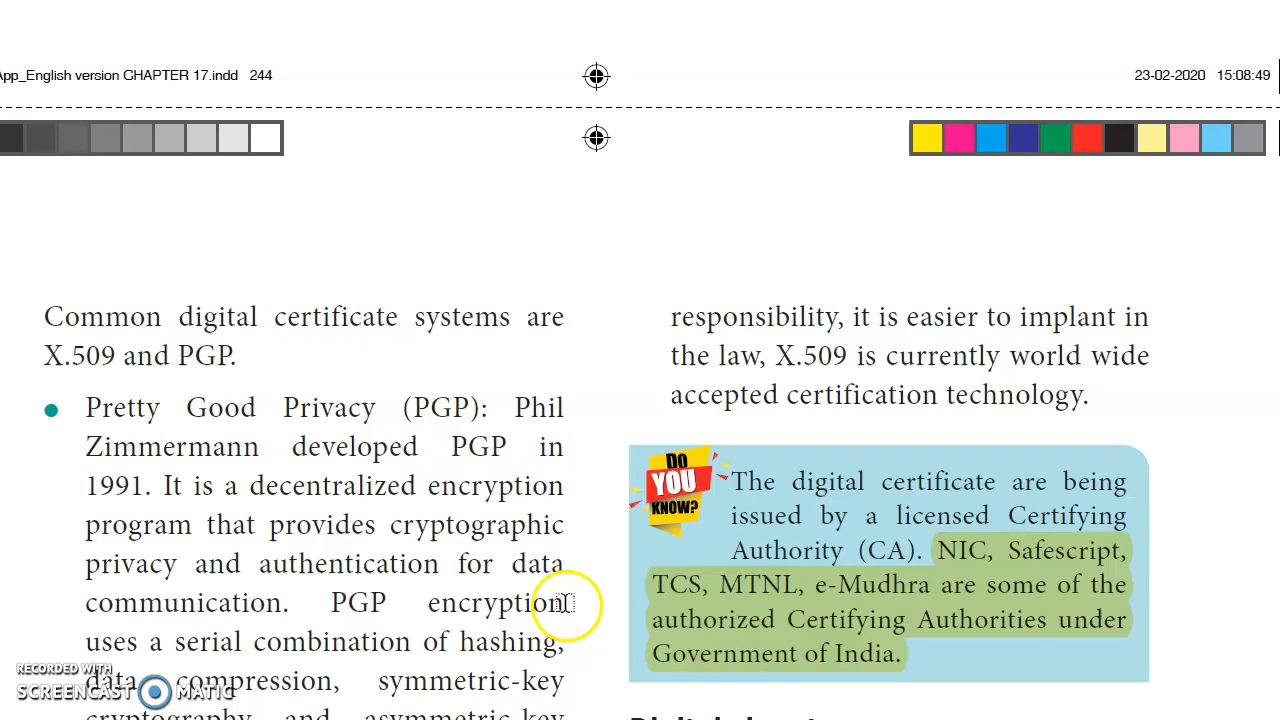 App_English version CHAPTER 17.indd 244
23-02-2020 15:08:49
Common digital certificate systems are
X.509 and PGP.
• Pretty Good Privacy (PGP): Phil
Zimmermann developed PGP in
1991. It is a decentralized encryption
program that provides cryptographic
privacy and authentication for data
communication. PGP encryption
uses a serial combination of hashing,
data compression, symmetric-key
cryptography and asymmetric-key
responsibility, it is easier to implant in
the law, X.509 is currently world wide
accepted certification technology.
DO
YOU
KNOW?
The digital certificate are being
issued by a licensed Certifying
Authority (CA). NIC, Safescript,
TCS, MTNL, e-Mudhra are some of the
authorized Certifying Authorities under
Government of India.
RECORDED WITH
SCREENCAST MATIC